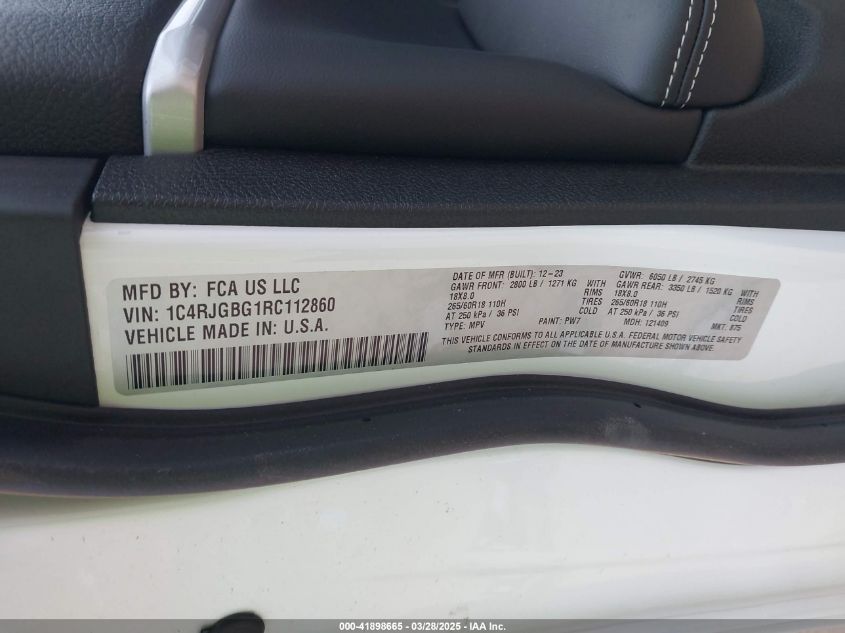 MFD BY: FCA US LLC
VIN: 1C4RJGBG1RC112860
VEHICLE MADE IN: U.S.A.
DATE OF MFR (BUILT): 12-23 GVWR: 6050 LB / 2745 KG
GAWR FRONT: 2800 LB / 1271 KG WITH GAWR REAR: 3350 LB / 1520 KG WITH
18X8.0 RIMS 18X8.0 RIMS
265/60R18 110H TIRES 265/60R18 110H TIRES
AT 250 kPa / 36 PSI COLD AT 250 kPa / 36 PSI COLD
TYPE: MPV PAINT: PW7 MDH: 121409 MKT: 875
THIS VEHICLE CONFORMS TO ALL APPLICABLE U.S.A. FEDERAL MOTOR VEHICLE SAFETY
STANDARDS IN EFFECT ON THE DATE OF MANUFACTURE SHOWN ABOVE.
000-41898665 - 03/28/2025 - IAA Inc.